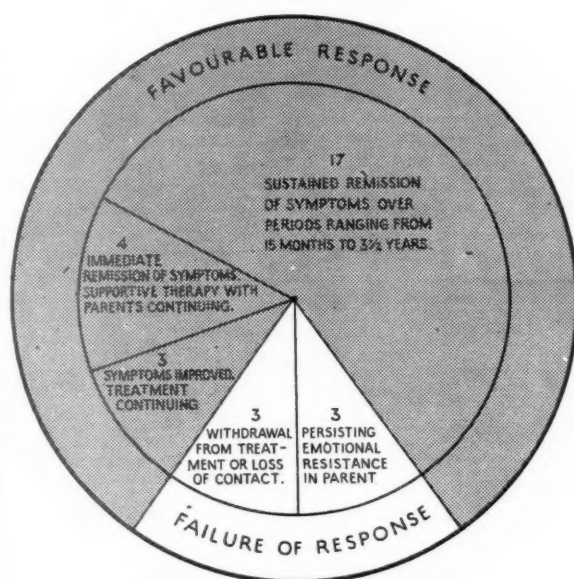 FAVOURABLE RESPONSE
17
SUSTAINED REMISSION
OF SYMPTOMS OVER
PERIODS RANGING FROM
15 MONTHS TO 3½ YEARS.
4
IMMEDIATE
REMISSION OF SYMPTOMS.
SUPPORTIVE THERAPY WITH
PARENTS CONTINUING.
3
SYMPTOMS IMPROVED.
TREATMENT
CONTINUING
3
WITHDRAWAL
FROM TREAT-
MENT OR LOSS
OF CONTACT.
3
PERSISTING
EMOTIONAL
RESISTANCE
IN PARENT
FAILURE OF RESPONSE